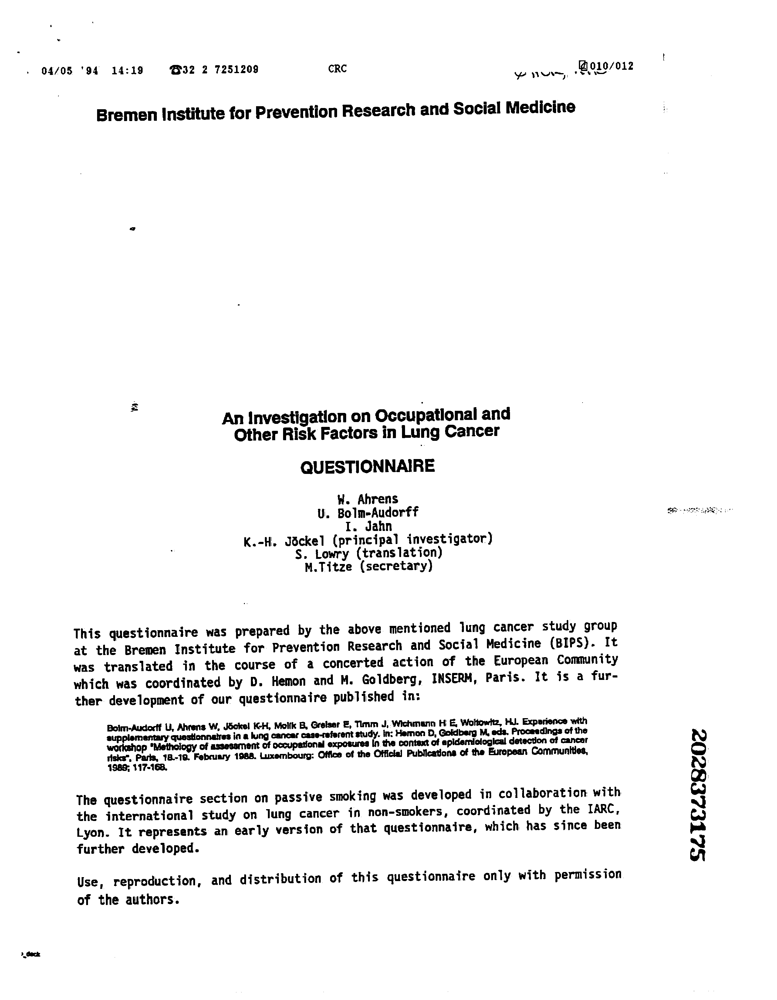 04/05 '94 14:19 ☎32 2 7251209 CRC 010/012
Bremen Institute for Prevention Research and Social Medicine
An Investigation on Occupational and
Other Risk Factors in Lung Cancer
QUESTIONNAIRE
W. Ahrens
U. Bolm-Audorff
I. Jahn
K.-H. Jöckel (principal investigator)
S. Lowry (translation)
M.Titze (secretary)
This questionnaire was prepared by the above mentioned lung cancer study group
at the Bremen Institute for Prevention Research and Social Medicine (BIPS). It
was translated in the course of a concerted action of the European Community
which was coordinated by D. Hemon and M. Goldberg, INSERM, Paris. It is a fur-
ther development of our questionnaire published in:
Bolm-Audorff U, Ahrens W, Jöckel K-H, Molik B, Greiser E, Timm J, Wichmann H E, Woitowitz, HJ. Experience with
supplementary questionnaires in a lung cancer case-referent study. In: Hemon D, Goldberg M, eds. Proceedings of the
workshop "Methology of assessment of occupational exposures in the context of epidemiological detection of cancer
risks", Paris, 18.-19. February 1988. Luxembourg: Office of the Official Publications of the European Communities,
1989; 117-168.
The questionnaire section on passive smoking was developed in collaboration with
the international study on lung cancer in non-smokers, coordinated by the IARC,
Lyon. It represents an early version of that questionnaire, which has since been
further developed.
Use, reproduction, and distribution of this questionnaire only with permission
of the authors.
2028373175